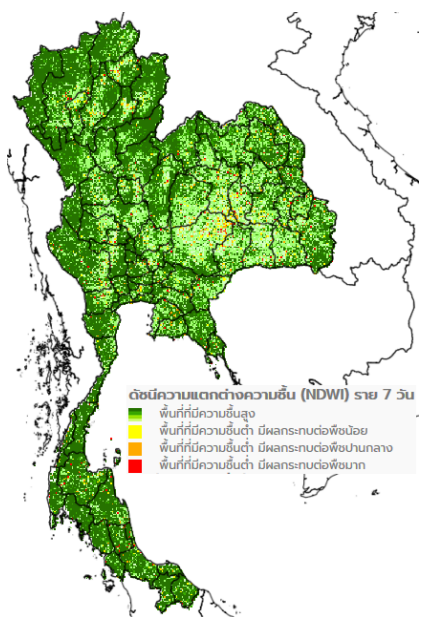 ดัชนีความแตกต่างความชื้น (NDWI) ราย 7 วัน
พื้นที่ที่มีความชื้นสูง
พื้นที่ที่มีความชื้นต่ำ มีผลกระทบต่อพืชน้อย
พื้นที่ที่มีความชื้นต่ำ มีผลกระทบต่อพืชปานกลาง
พื้นที่ที่มีความชื้นต่ำ มีผลกระทบต่อพืชมาก